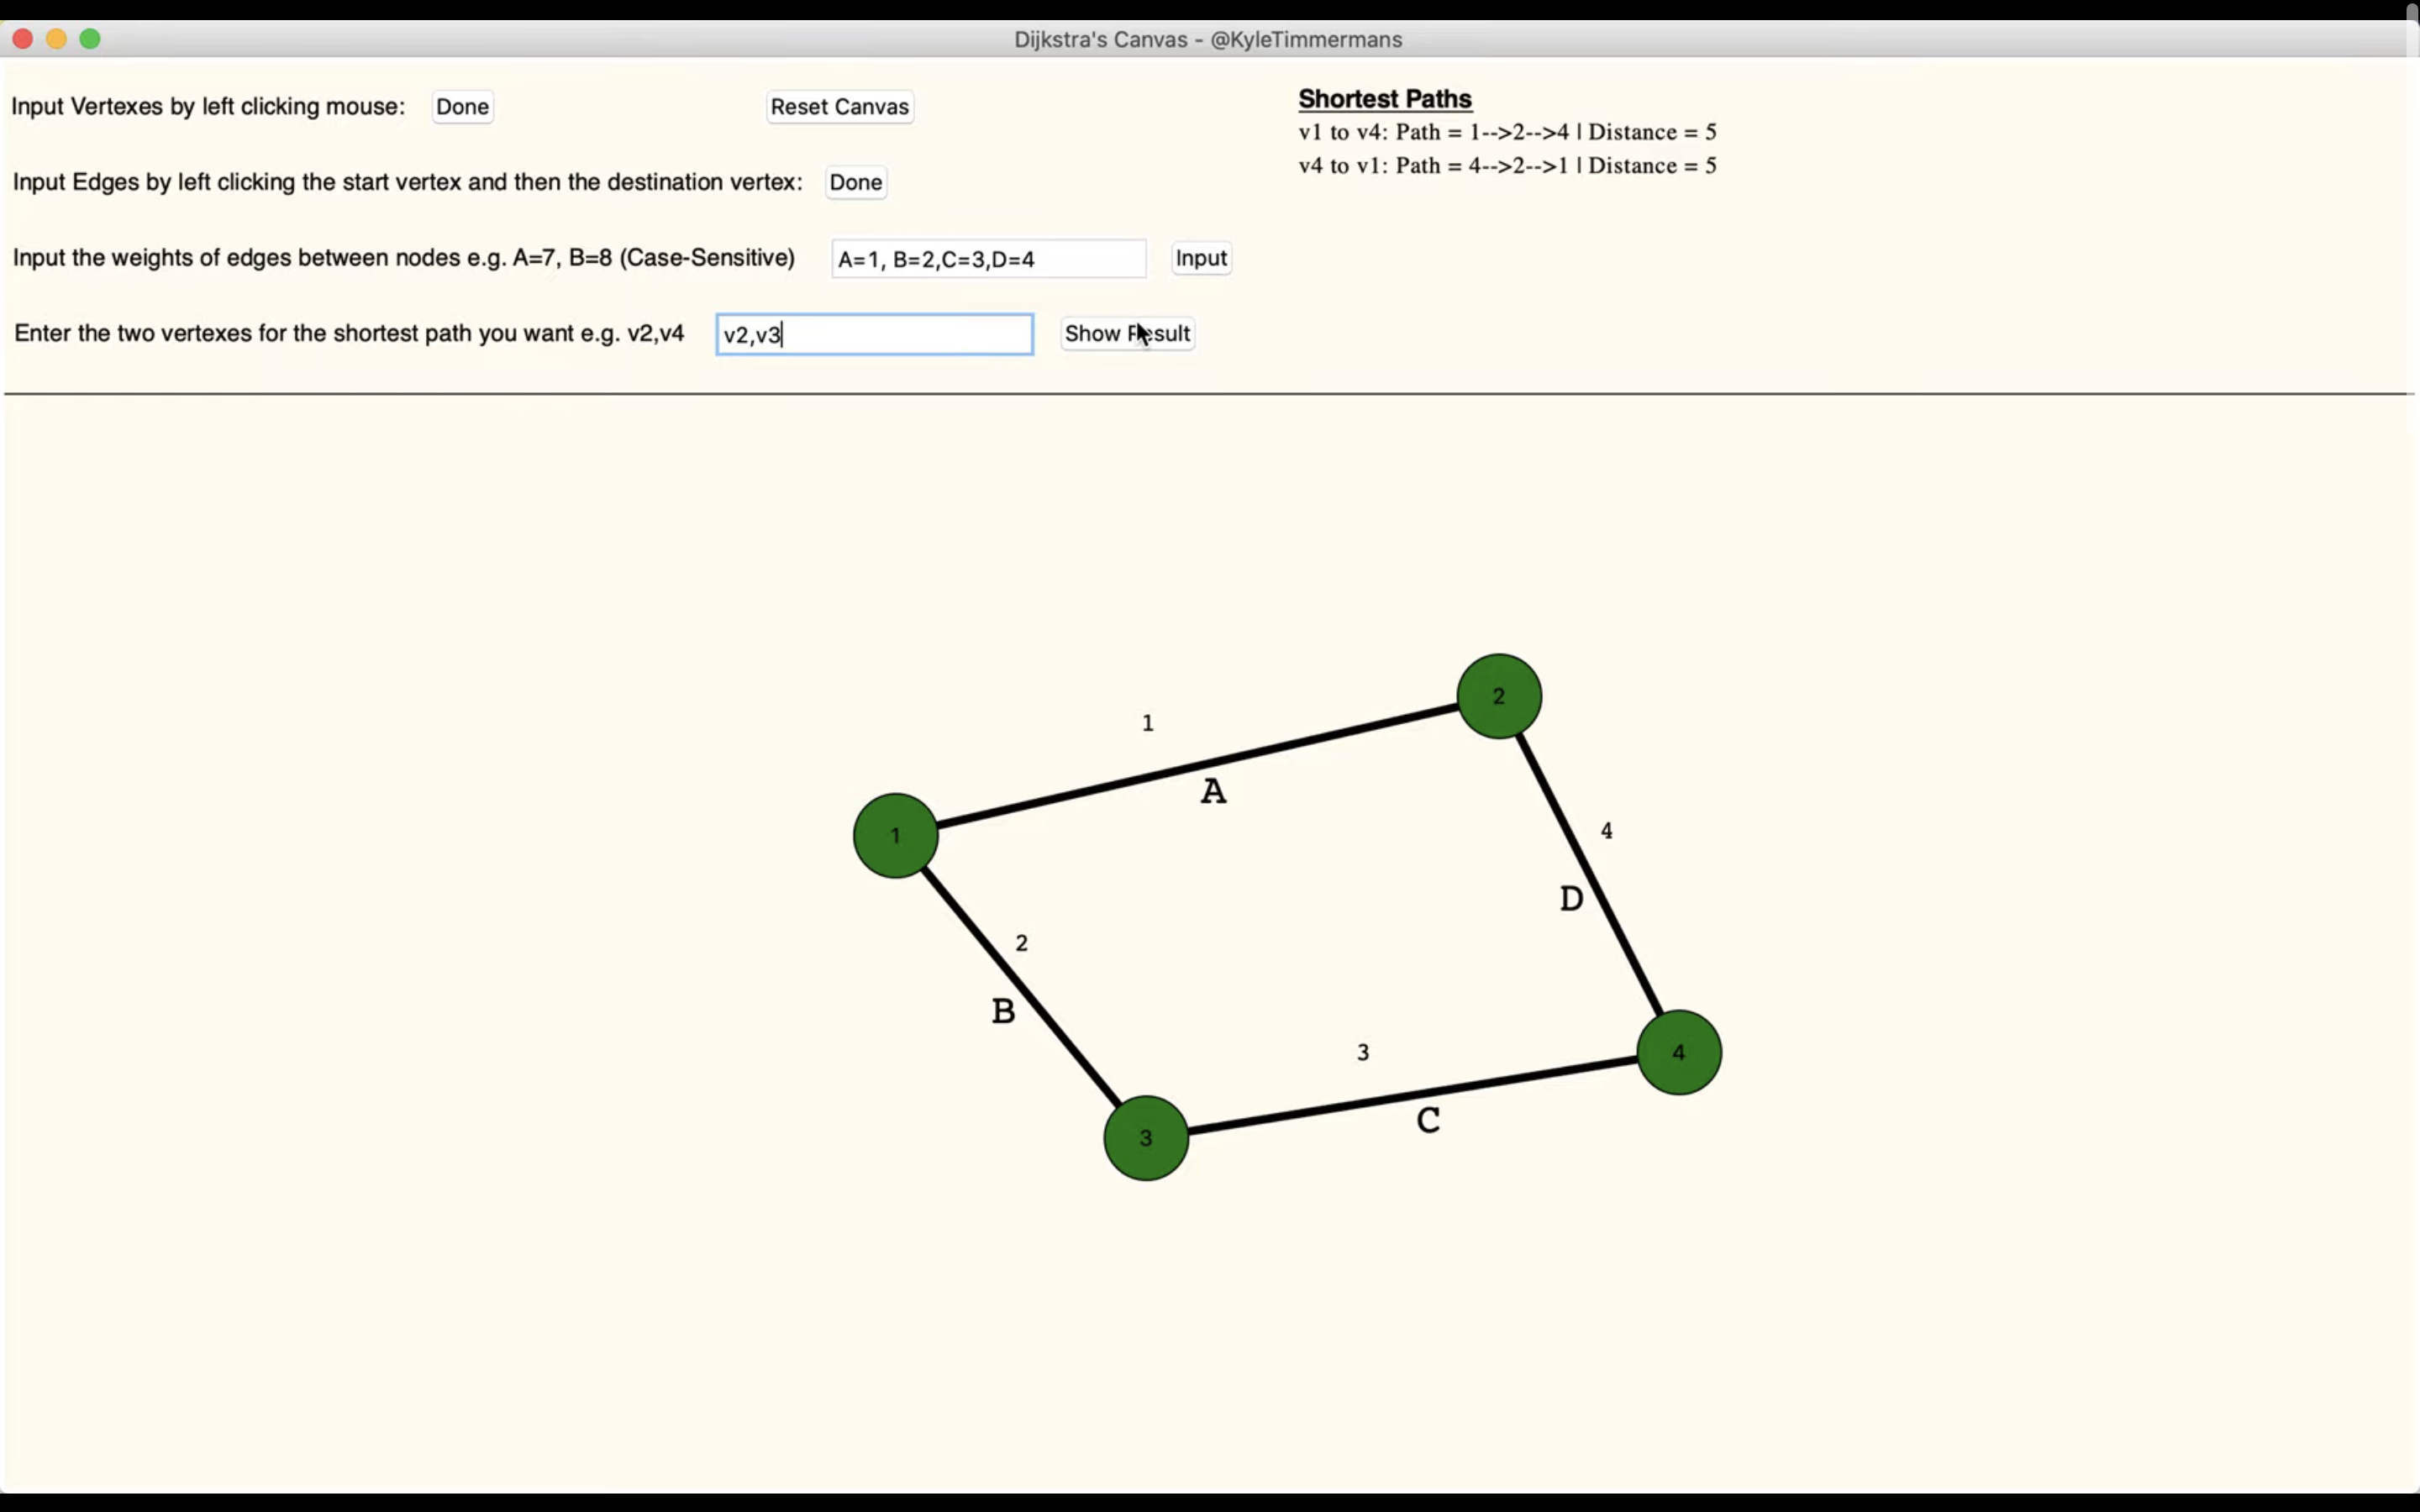 Dijkstra's Canvas - @KyleTimmermans
Input Vertexes by left clicking mouse: Done Reset Canvas
Shortest Paths
v1 to v4: Path = 1-->2-->4 | Distance = 5
v4 to v1: Path = 4-->2-->1 | Distance = 5
Input Edges by left clicking the start vertex and then the destination vertex: Done
Input the weights of edges between nodes e.g. A=7, B=8 (Case-Sensitive) A=1, B=2,C=3,D=4 Input
Enter the two vertexes for the shortest path you want e.g. v2,v4 v2,v3 Show Result
2
1
A
1
4
D
2
B
3
4
C
3